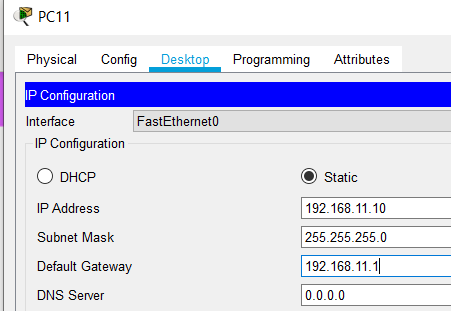 PC11
Physical Config Desktop Programming Attributes
IP Configuration
Interface FastEthernet0
IP Configuration
DHCP Static
IP Address 192.168.11.10
Subnet Mask 255.255.255.0
Default Gateway 192.168.11.1
DNS Server 0.0.0.0